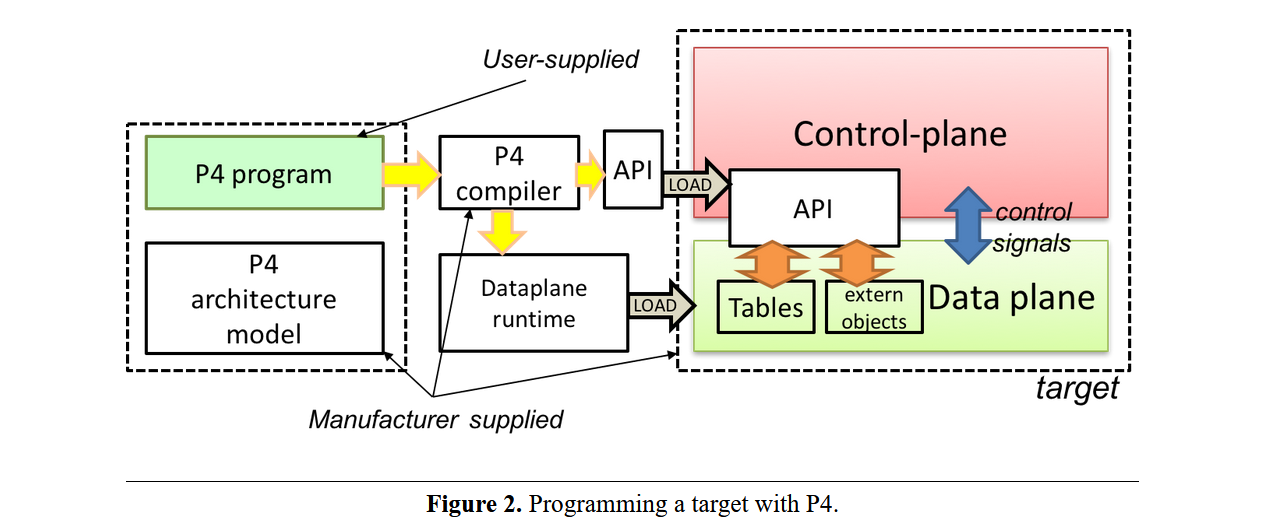 User-supplied
P4 program
P4
compiler
API
LOAD
Control-plane
API
control
signals
P4
architecture
model
Dataplane
runtime
LOAD
Tables
extern
objects
Data plane
target
Manufacturer supplied
Figure 2. Programming a target with P4.